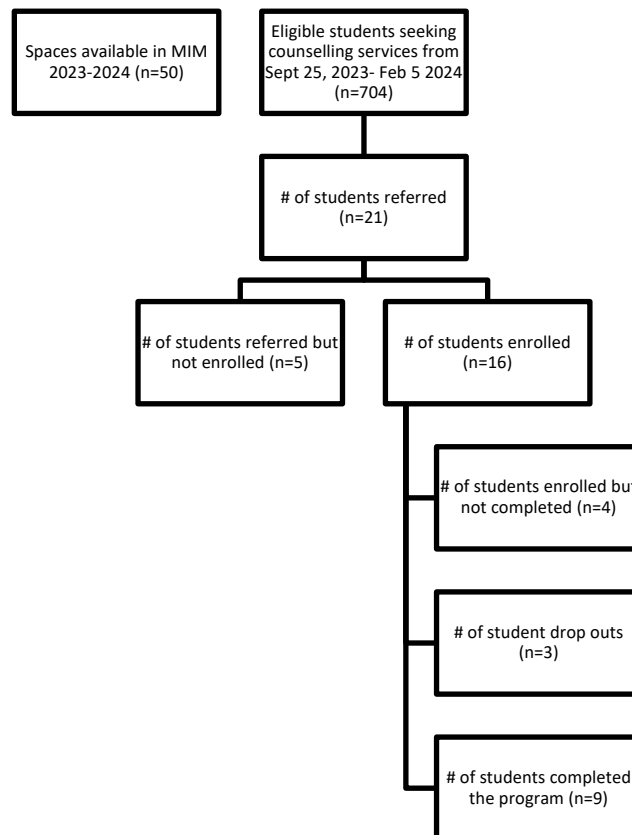 Spaces available in MIM
2023-2024 (n=50)
Eligible students seeking
counselling services from
Sept 25, 2023- Feb 5 2024
(n=704)
# of students referred
(n=21)
# of students referred but
not enrolled (n=5)
# of students enrolled
(n=16)
# of students enrolled but
not completed (n=4)
# of student drop outs
(n=3)
# of students completed
the program (n=9)